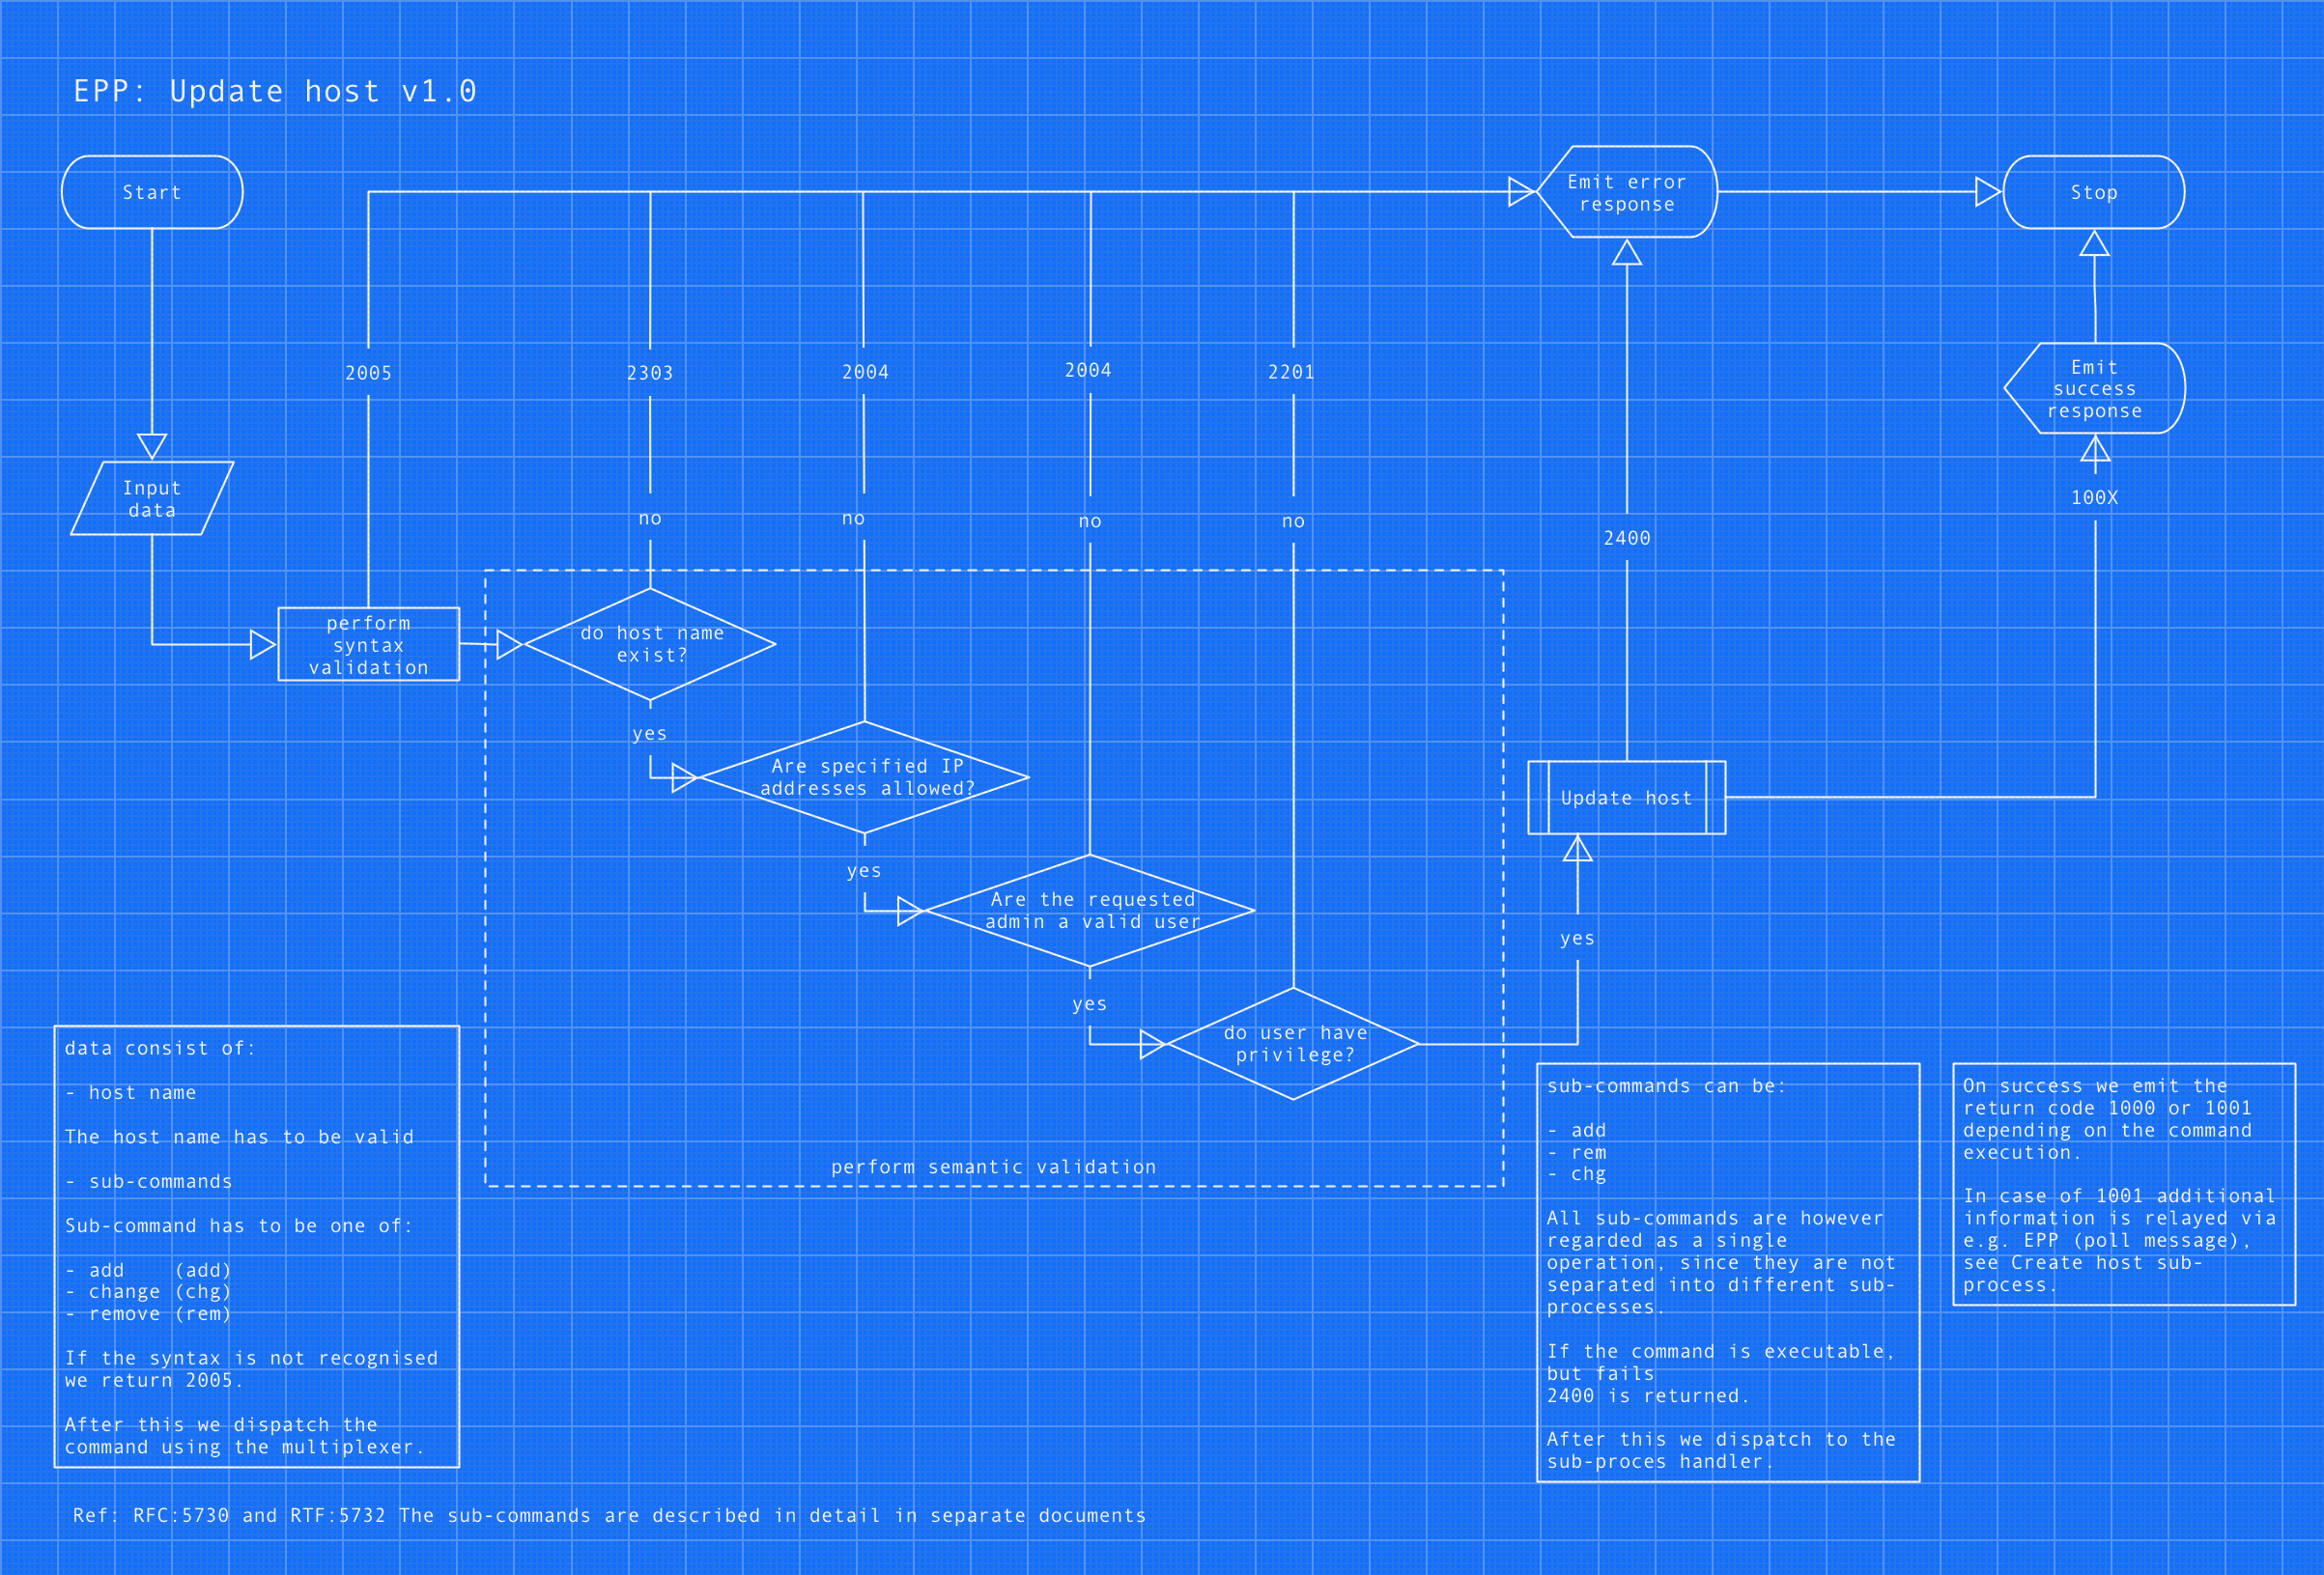 EPP: Update host v1.0
Start
Emit error
response
Stop
2005
2303
2004
2004
2201
Emit
success
response
Input
data
no
no
no
no
2400
100X
perform
syntax
validation
do host name
exist?
yes
Are specified IP
addresses allowed?
Update host
yes
Are the requested
admin a valid user
yes
yes
do user have
privilege?
perform semantic validation
data consist of:
- host name
The host name has to be valid
- sub-commands
Sub-command has to be one of:
- add    (add)
- change (chg)
- remove (rem)
If the syntax is not recognised
we return 2005.
After this we dispatch the
command using the multiplexer.
sub-commands can be:
- add
- rem
- chg
All sub-commands are however
regarded as a single
operation, since they are not
separated into different sub-
processes.
If the command is executable,
but fails
2400 is returned.
After this we dispatch to the
sub-proces handler.
On success we emit the
return code 1000 or 1001
depending on the command
execution.
In case of 1001 additional
information is relayed via
e.g. EPP (poll message),
see Create host sub-
process.
Ref: RFC:5730 and RTF:5732 The sub-commands are described in detail in separate documents